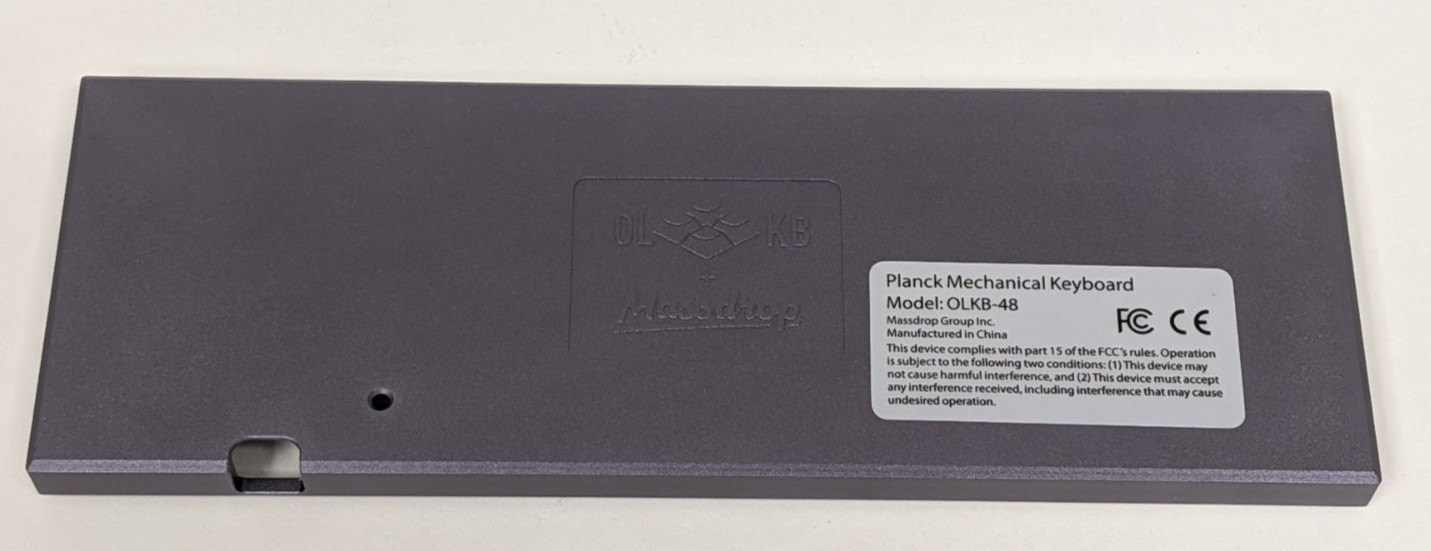 OL KB
+
Massdrop
Planck Mechanical Keyboard
Model: OLKB-48
Massdrop Group Inc.
Manufactured in China
FC CE
This device complies with part 15 of the FCC's rules. Operation
is subject to the following two conditions: (1) This device may
not cause harmful interference, and (2) This device must accept
any interference received, including interference that may cause
undesired operation.